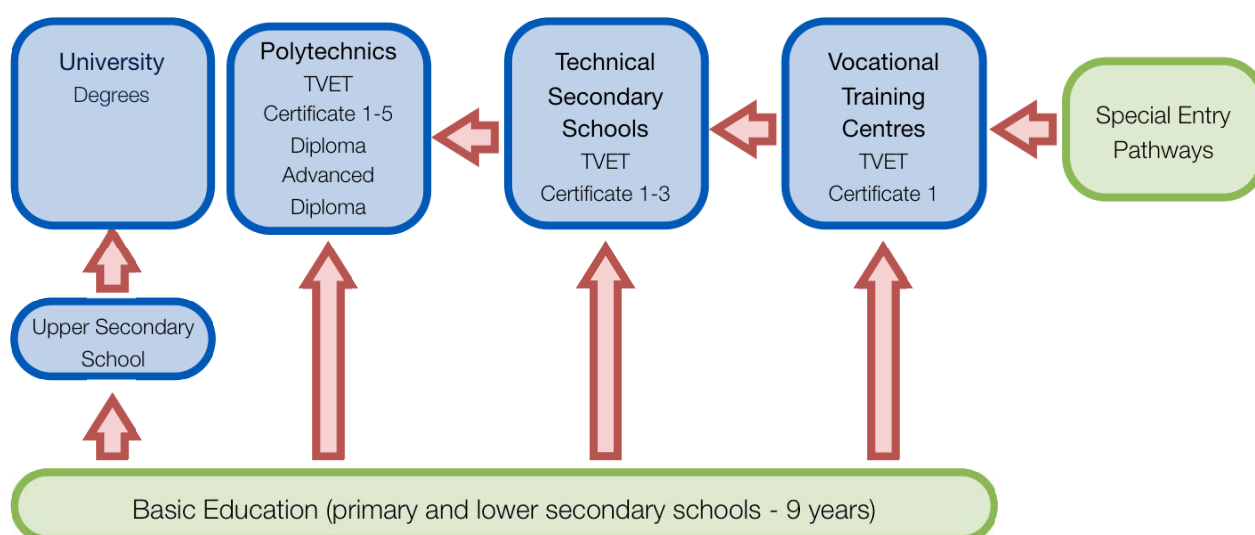 University
Degrees
Polytechnics
TVET
Certificate 1-5
Diploma
Advanced
Diploma
Technical
Secondary
Schools
TVET
Certificate 1-3
Vocational
Training
Centres
TVET
Certificate 1
Special Entry
Pathways
Upper Secondary
School
Basic Education (primary and lower secondary schools - 9 years)